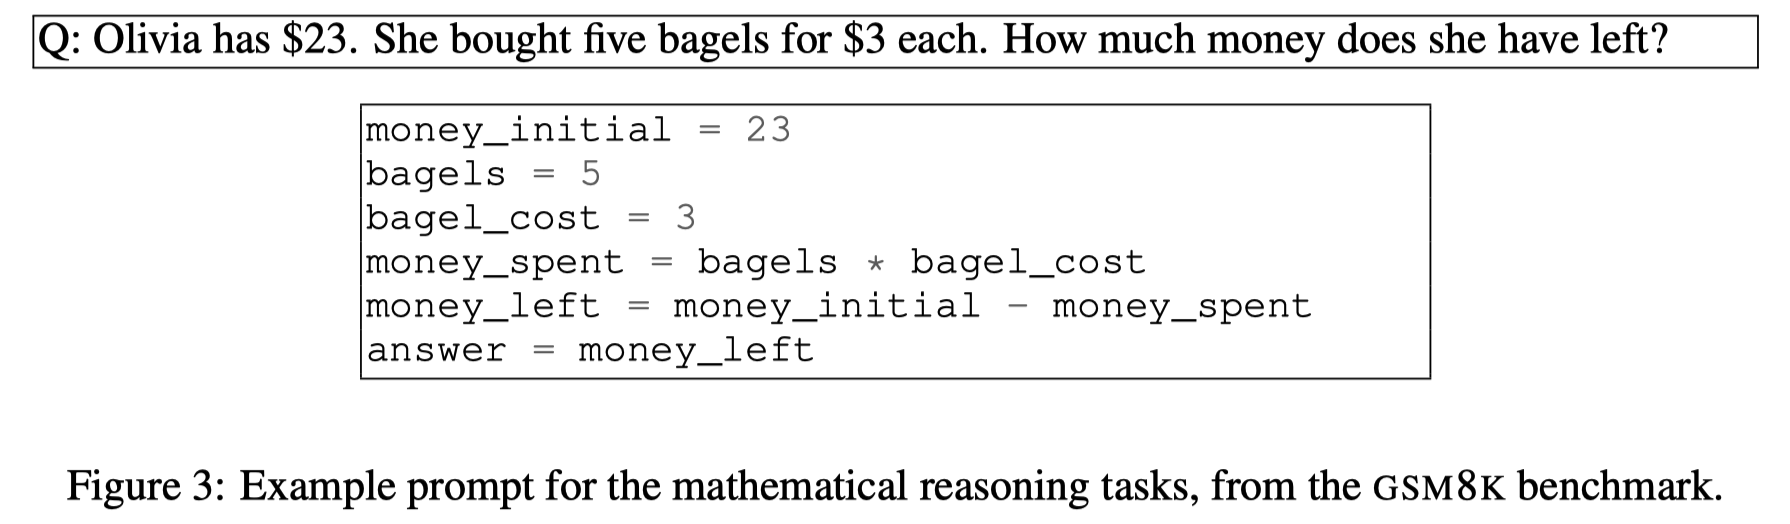 Q: Olivia has $23. She bought five bagels for $3 each. How much money does she have left?
money_initial = 23
bagels = 5
bagel_cost = 3
money_spent = bagels * bagel_cost
money_left = money_initial - money_spent
answer = money_left
Figure 3: Example prompt for the mathematical reasoning tasks, from the GSM8K benchmark.